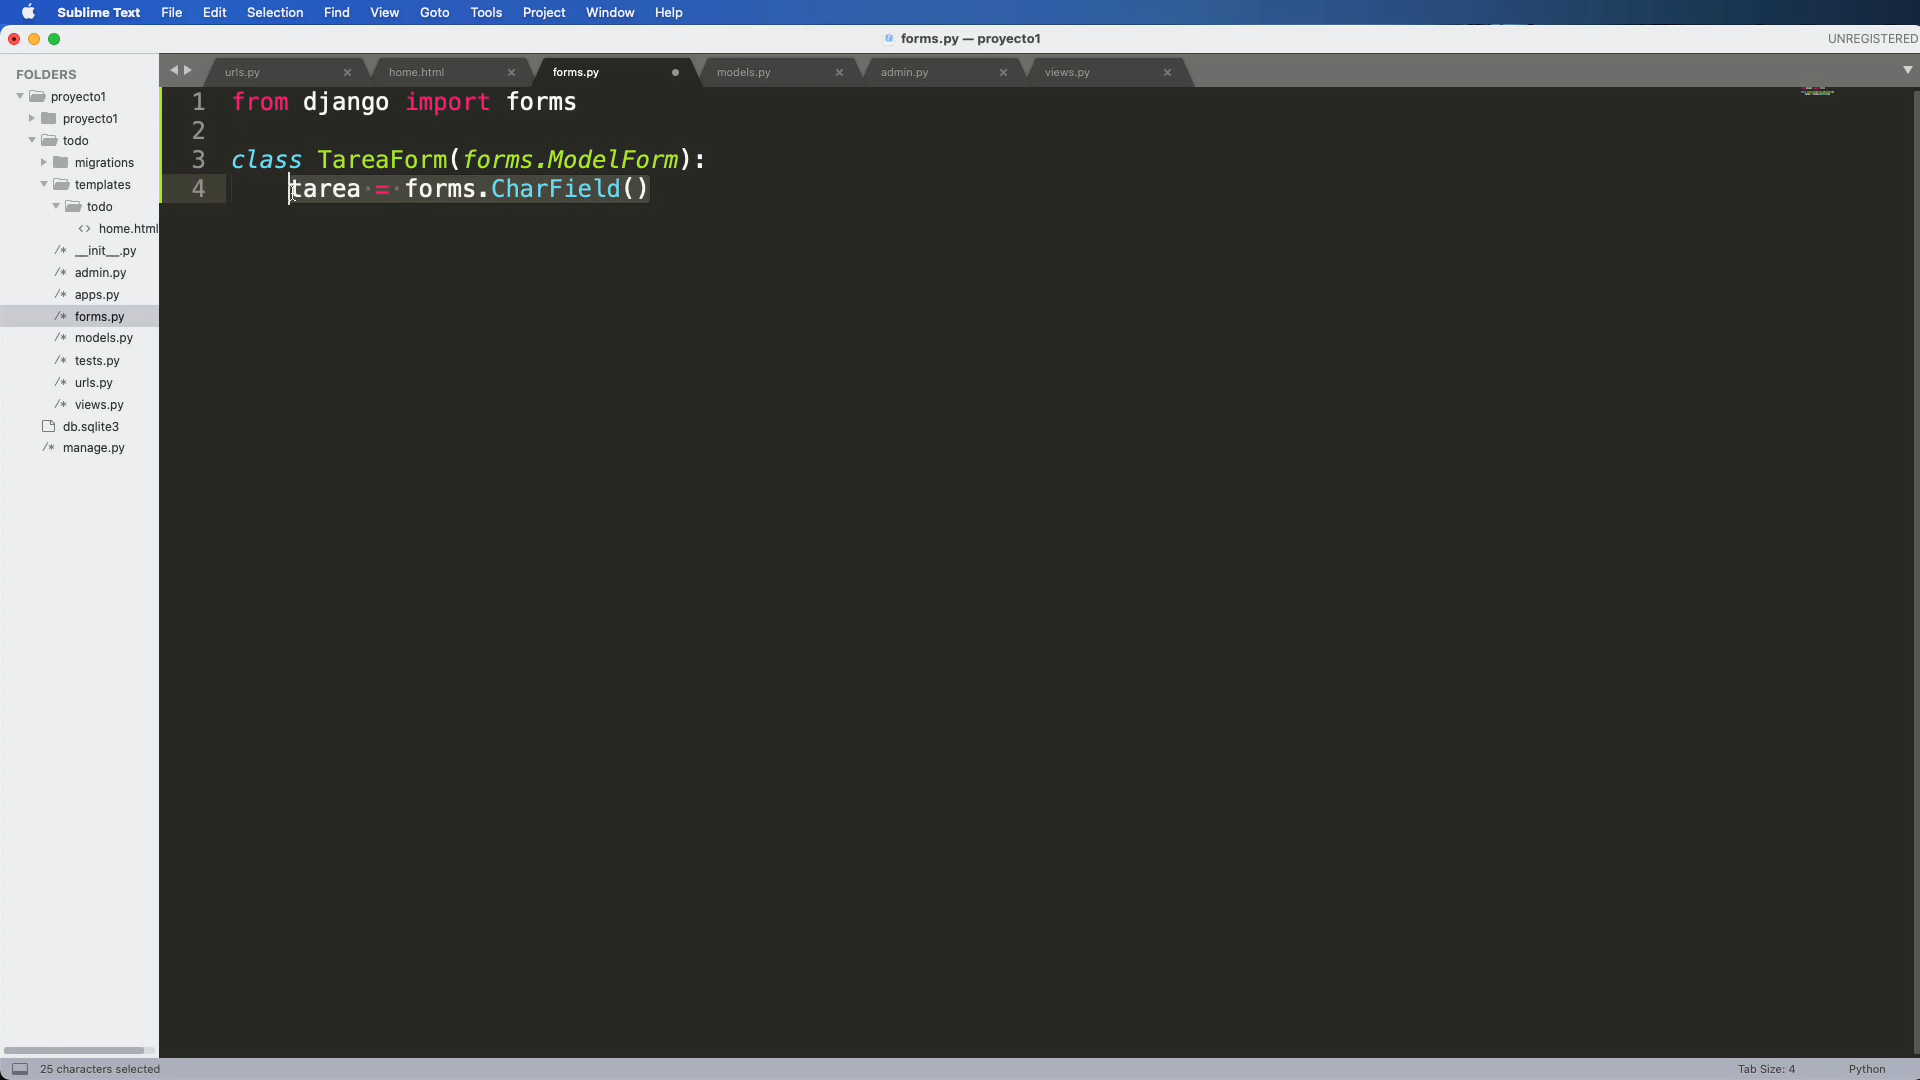 Sublime Text File Edit Selection Find View Goto Tools Project Window Help
forms.py — proyecto1
UNREGISTERED
FOLDERS
proyecto1
proyecto1
todo
migrations
templates
todo
<> home.html
/* __init__.py
/* admin.py
/* apps.py
/* forms.py
/* models.py
/* tests.py
/* urls.py
/* views.py
db.sqlite3
/* manage.py
urls.py home.html forms.py models.py admin.py views.py
1 from django import forms
2
3 class TareaForm(forms.ModelForm):
4 tarea = forms.CharField()
25 characters selected
Tab Size: 4 Python